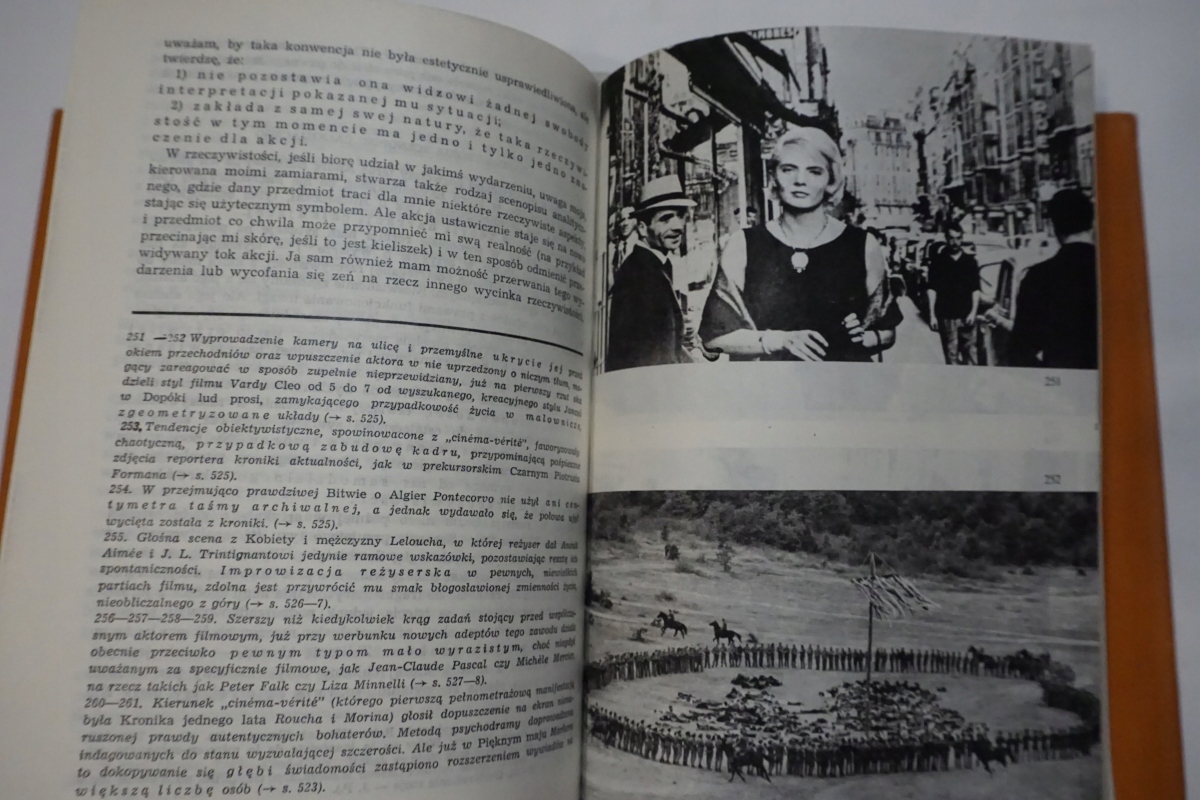 uważam, by taka konwencja nie była estetycznie usprawiedliwiona, ale
twierdzę, że:
1) nie pozostawia ona widzowi żadnej swobody
interpretacji pokazanej mu sytuacji;
2) zakłada z samej swej natury, że taka rzeczywi-
stość w tym momencie ma jedno i tylko jedno zna-
czenie dla akcji.
W rzeczywistości, jeśli biorę udział w jakimś wydarzeniu, uwaga moja,
kierowana moimi zamiarami, stwarza także rodzaj scenopisu analitycz-
nego, gdzie dany przedmiot traci dla mnie niektóre rzeczywiste aspekty,
stając się użytecznym symbolem. Ale akcja ustawicznie staje się na nowo
i przedmiot co chwila może przypomnieć mi swą realność (na przykład
przecinając mi skórę, jeśli to jest kieliszek) i w ten sposób odmienić prze-
widywany tok akcji. Ja sam również mam możność przerwania tego wy-
darzenia lub wycofania się zeń na rzecz innego wycinka rzeczywistości.
251—252 Wyprowadzenie kamery na ulicę i przemyślne ukrycie jej przed
okiem przechodniów oraz wpuszczenie aktora w nie uprzedzony o niczym tłum, mo-
gący zareagować w sposób zupełnie nieprzewidziany, już na pierwszy rzut oka
dzieli styl filmu Vardy Cleo od 5 do 7 od wyszukanego, kreacyjnego stylu Jancsó
w Dopóki lud prosi, zamykającego przypadkowość życia w malownicze,
zgeometryzowane układy (→ s. 525).
253. Tendencje obiektywistyczne, spowinowacone z „cinéma-vérité”, faworyzowały
chaotyczną, przypadkową zabudowę kadru, przypominającą pośpieszne
zdjęcia reportera kroniki aktualności, jak w prekursorskim Czarnym Piotrusiu
Formana (→ s. 525).
254. W przejmująco prawdziwej Bitwie o Algier Pontecorvo nie użył ani cen-
tymetra taśmy archiwalnej, a jednak wydawało się, że połowa ujęć
wycięta została z kroniki. (→ s. 525).
255. Głośna scena z Kobiety i mężczyzny Leloucha, w której reżyser dał Anouk
Aimée i J. L. Trintignantowi jedynie ramowe wskazówki, pozostawiając resztę ich
spontaniczności. Improwizacja reżyserska w pewnych, niewielkich
partiach filmu, zdolna jest przywrócić mu smak błogosławionej zmienności życia,
nieobliczalnego z góry (→ s. 526—7).
256—257—258—259. Szerszy niż kiedykolwiek krąg zadań stojący przed współcze-
snym aktorem filmowym, już przy werbunku nowych adeptów tego zawodu działa
obecnie przeciwko pewnym typom mało wyrazistym, choć niegdyś
uważanym za specyficznie filmowe, jak Jean-Claude Pascal czy Michèle Mercier,
na rzecz takich jak Peter Falk czy Liza Minnelli (→ s. 527—8).
260—261. Kierunek „cinéma-vérité” (którego pierwszą pełnometrażową manifestacją
była Kronika jednego lata Roucha i Morina) głosił dopuszczenie na ekran niena-
ruszonej prawdy autentycznych bohaterów. Metodą psychodramy doprowadzono
indagowanych do stanu wyzwalającej szczerości. Ale już w Pięknym maju Markera
to dokopywanie się głębi świadomości zastąpiono rozszerzeniem wywiadów na
większą liczbę osób (→ s. 523).
251
252